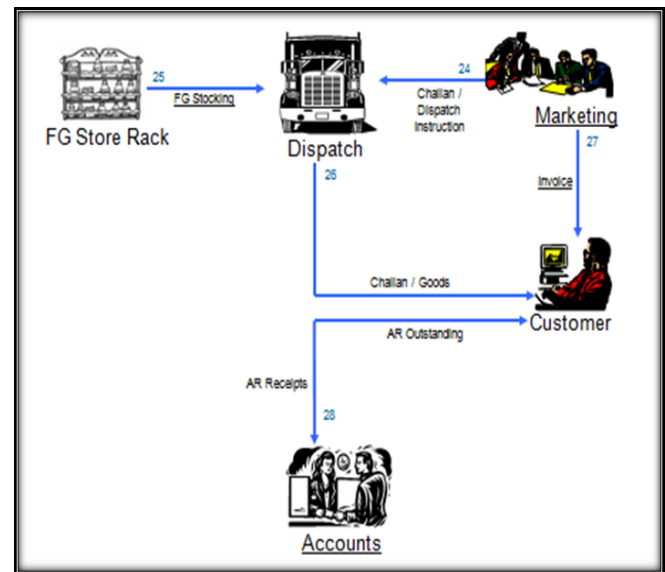 25
FG Stocking
FG Store Rack
Dispatch
24
Challan /
Dispatch
Instruction
Marketing
27
Invoice
26
Challan / Goods
Customer
AR Outstanding
AR Receipts
28
Accounts